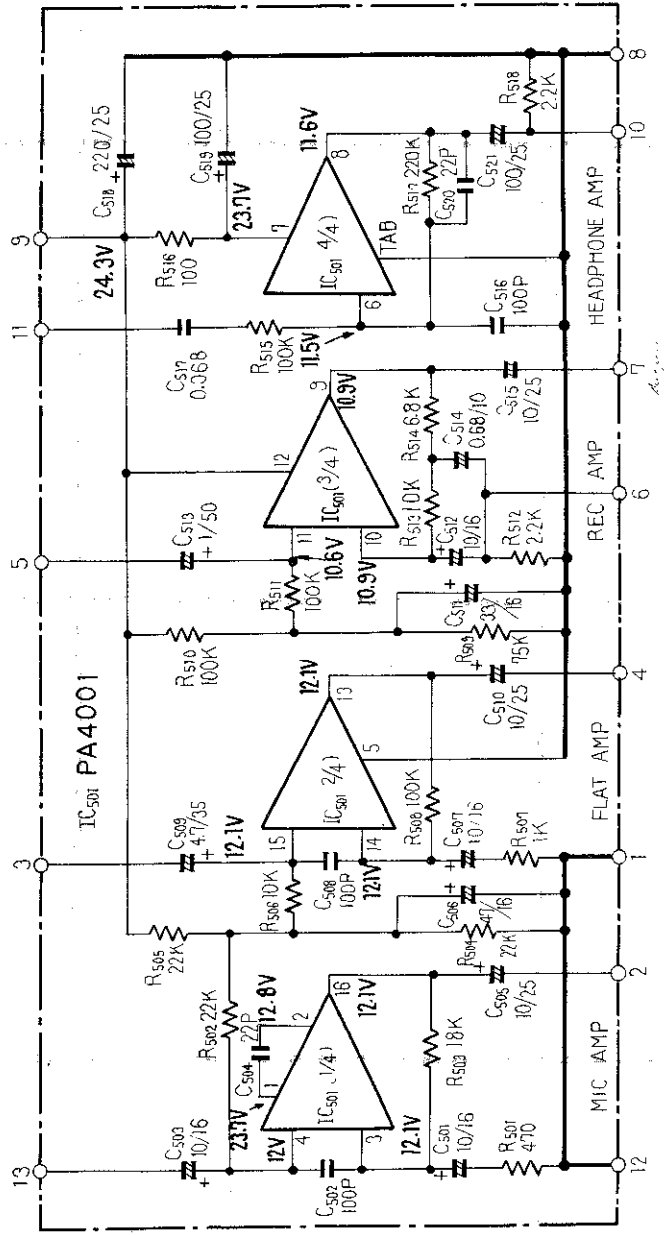 13
3
5
11
9
IC501 PA4001
C503
10/16
+
23.7V
C504
22P
12.8V
R502 22K
R505
22K
12V
1
2
4
3
IC501 (1/4)
16
12.1V
C502
100P
12.1V
C501
10/16
+
R503
18K
R501
470
C505
10/25
+
R504
22K
C506
47/16
+
C509
4.7/35
+
12.1V
R506 10K
C508
100P
12.1V
15
14
IC501 2/4)
13
5
12.1V
R508 100K
C507
10/16
+
R507
1K
C510
10/25
+
R510
100K
R509
75K
C511
33/16
+
C513
+ 1/50
R511
100K
10.6V
10.9V
11
10
12
IC501 (3/4)
9
10.9V
R513 10K
R514 6.8K
C514
0.68/10
C512
10/16
+
R512
2.2K
C515
10/25
C517
0.068
R515
100K
11.5V
24.3V
R516
100
23.7V
C518 220/25
+
C519 100/25
+
7
6
IC501 4/4)
TAB
8
11.6V
R517 220K
C520 22P
C521
100/25
C516
100P
R518
2.2K
12
2
1
4
6
7
10
8
MIC AMP
FLAT AMP
REC AMP
HEADPHONE AMP